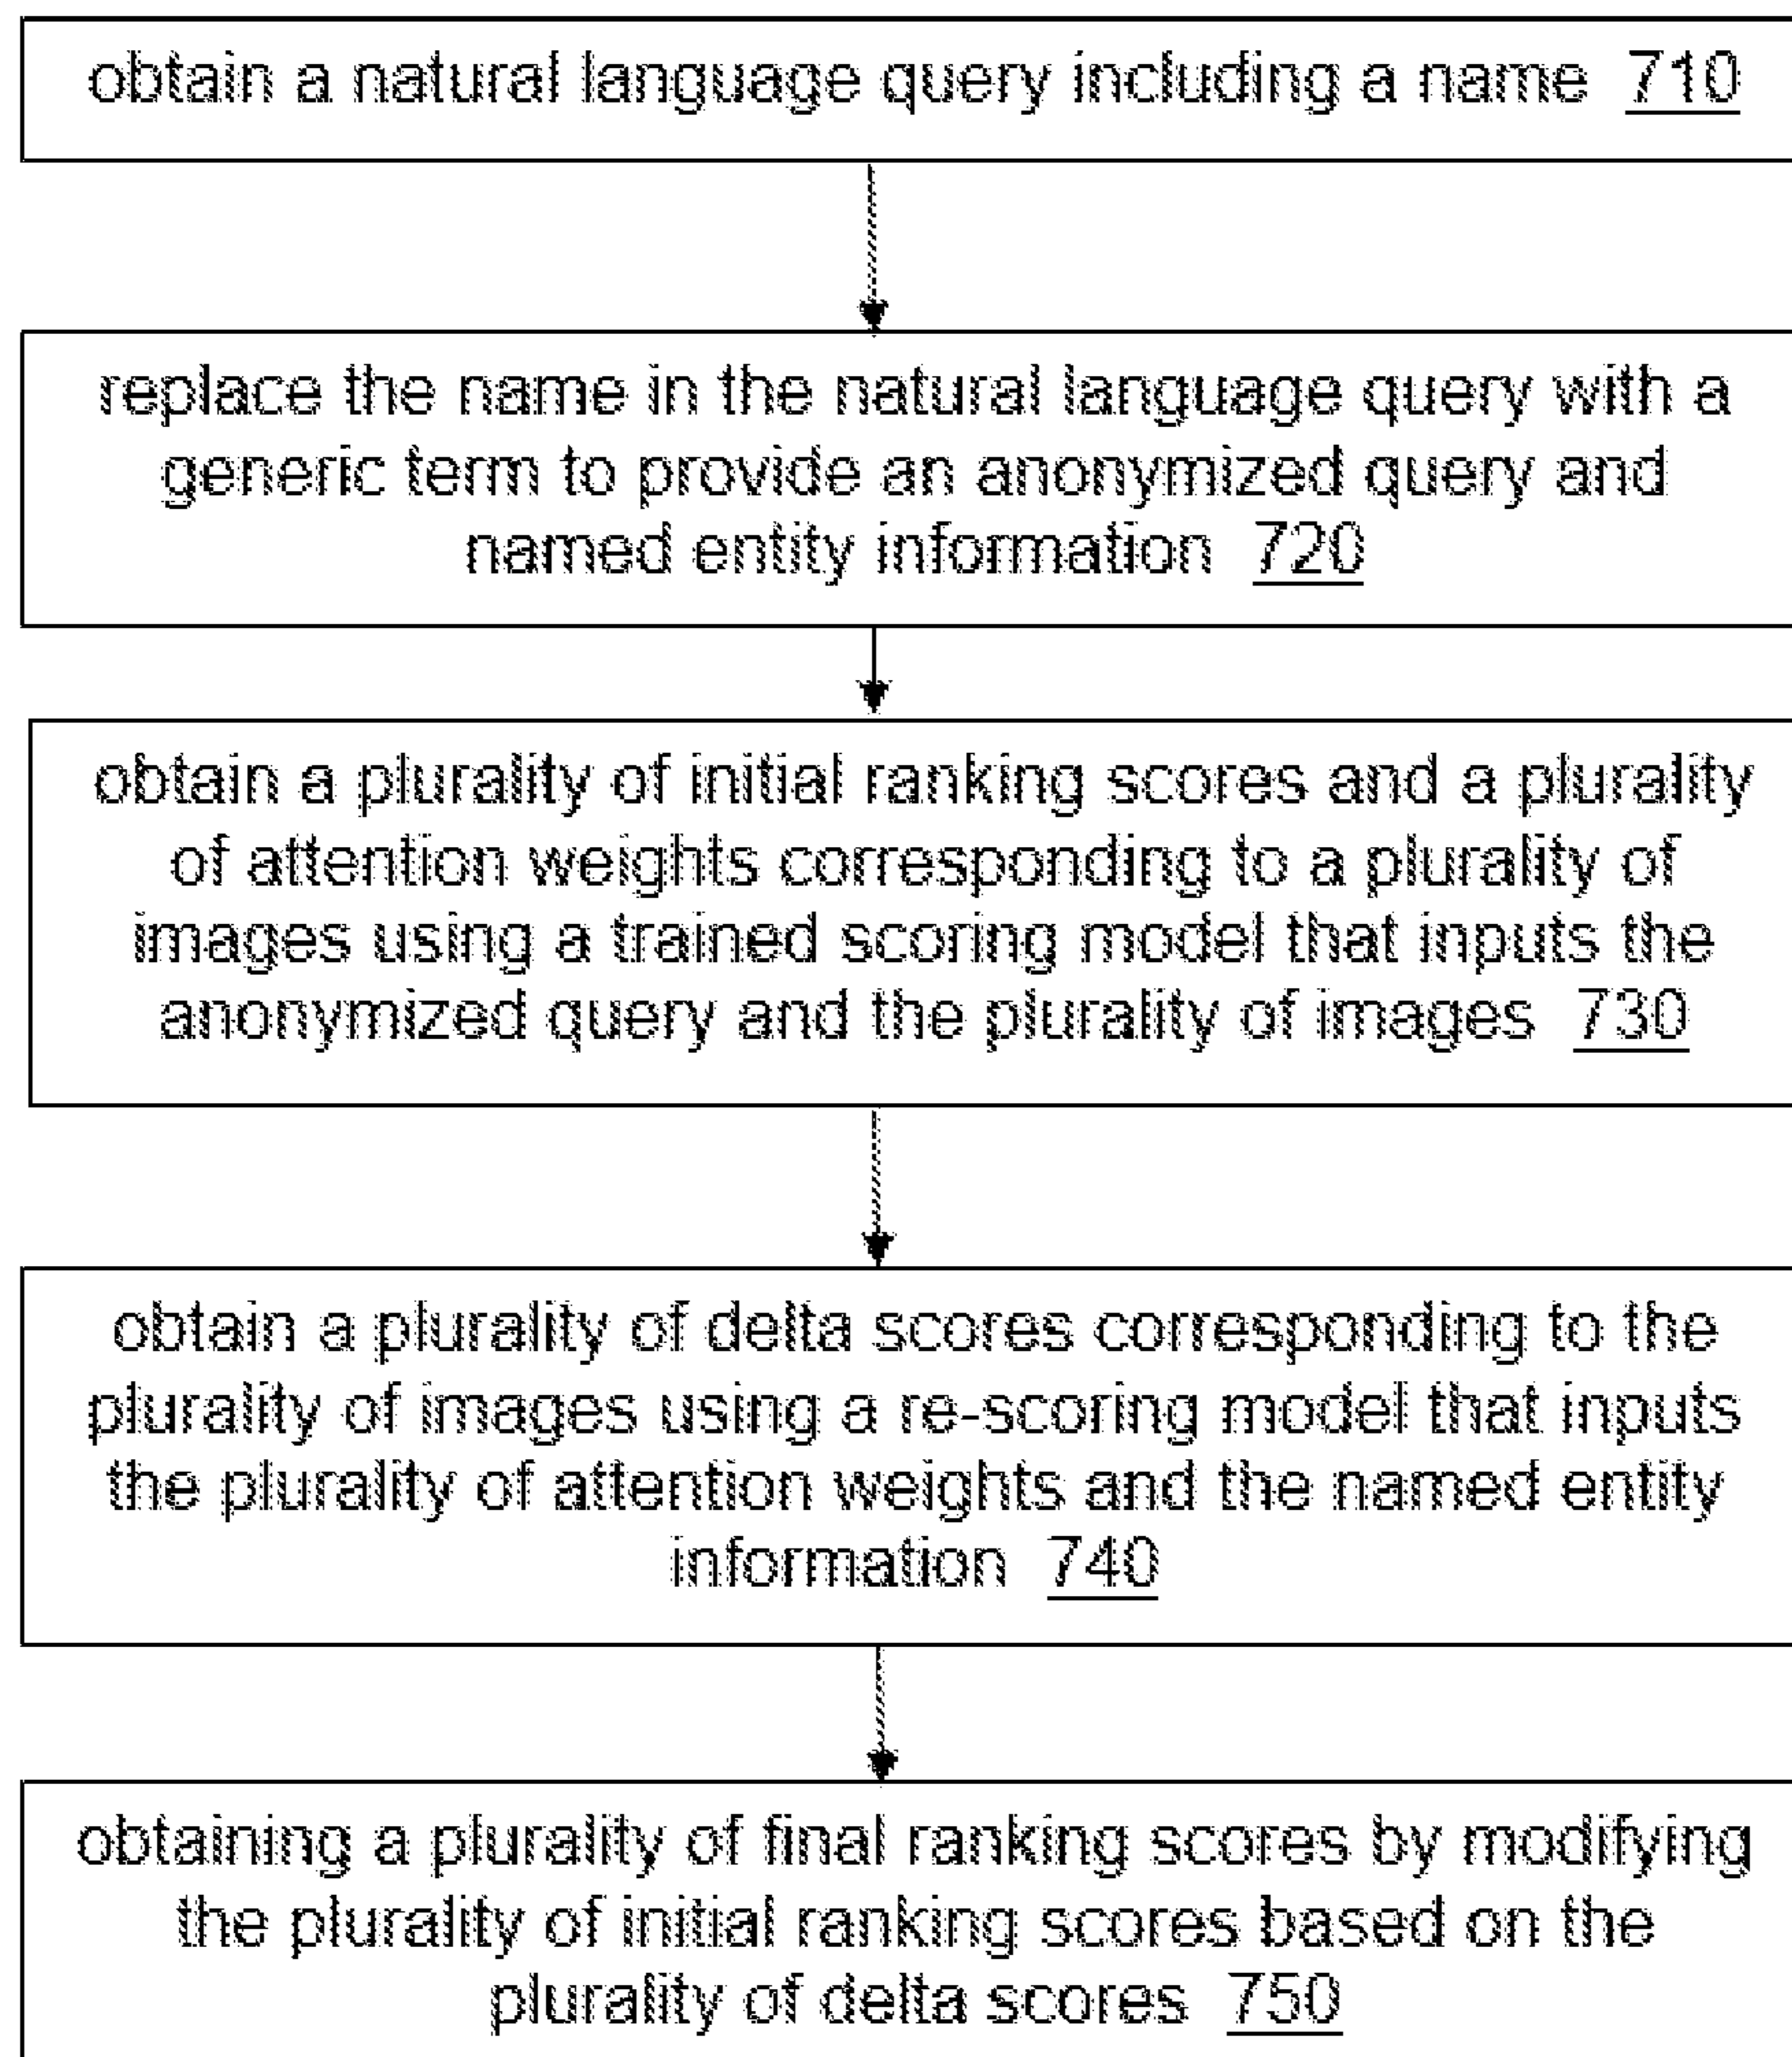 obtain a natural language query including a name 710
replace the name in the natural language query with a
generic term to provide an anonymized query and
named entity information 720
obtain a plurality of initial ranking scores and a plurality
of attention weights corresponding to a plurality of
images using a trained scoring model that inputs the
anonymized query and the plurality of images 730
obtain a plurality of delta scores corresponding to the
plurality of images using a re-scoring model that inputs
the plurality of attention weights and the named entity
information 740
obtaining a plurality of final ranking scores by modifying
the plurality of initial ranking scores based on the
plurality of delta scores 750